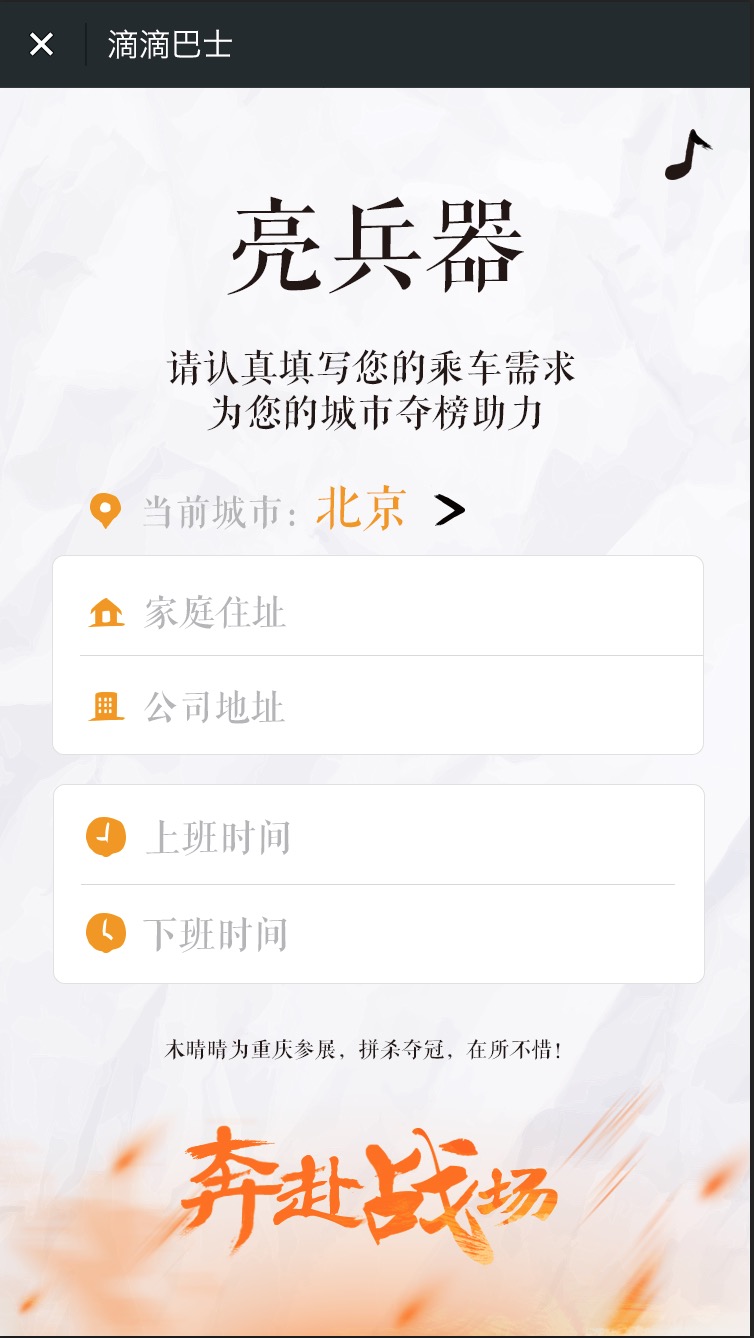 滴滴巴士
亮兵器
请认真填写您的乘车需求
为您的城市夺榜助力
当前城市：北京
家庭住址
公司地址
上班时间
下班时间
木晴晴为重庆参展，拼杀夺冠，在所不惜！
奔赴战场